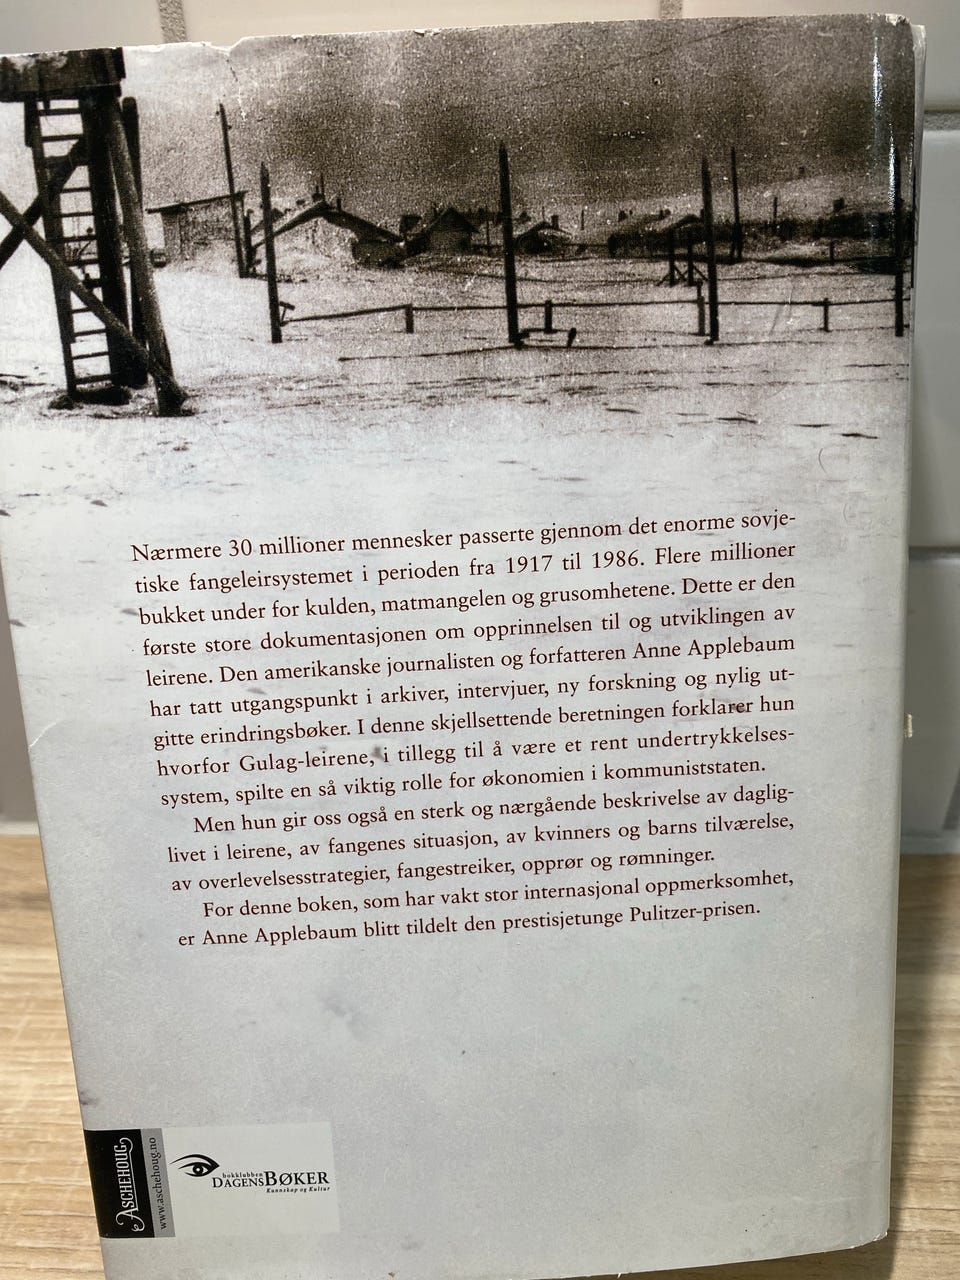 Nærmere 30 millioner mennesker passerte gjennom det enorme sovje-
tiske fangeleirsystemet i perioden fra 1917 til 1986. Flere millioner
bukket under for kulden, matmangelen og grusomhetene. Dette er den
første store dokumentasjonen om opprinnelsen til og utviklingen av
leirene. Den amerikanske journalisten og forfatteren Anne Applebaum
har tatt utgangspunkt i arkiver, intervjuer, ny forskning og nylig ut-
gitte erindringsbøker. I denne skjellsettende beretningen forklarer hun
hvorfor Gulag-leirene, i tillegg til å være et rent undertrykkelses-
system, spilte en så viktig rolle for økonomien i kommuniststaten.
Men hun gir oss også en sterk og nærgående beskrivelse av daglig-
livet i leirene, av fangenes situasjon, av kvinners og barns tilværelse,
av overlevelsesstrategier, fangestreiker, opprør og rømninger.
For denne boken, som har vakt stor internasjonal oppmerksomhet,
er Anne Applebaum blitt tildelt den prestisjetunge Pulitzer-prisen.
ASCHEHOUG
www.aschehoug.no
bokklubben
DAGENSBØKER
Kunnskap og Kultur